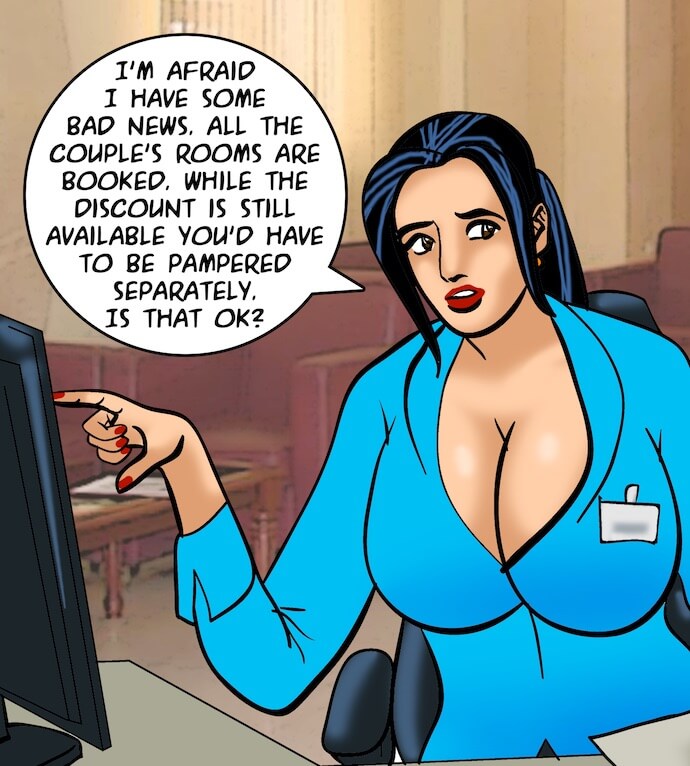 I'M AFRAID
I HAVE SOME
BAD NEWS. ALL THE
COUPLE'S ROOMS ARE
BOOKED. WHILE THE
DISCOUNT IS STILL
AVAILABLE YOU'D HAVE
TO BE PAMPERED
SEPARATELY.
IS THAT OK?